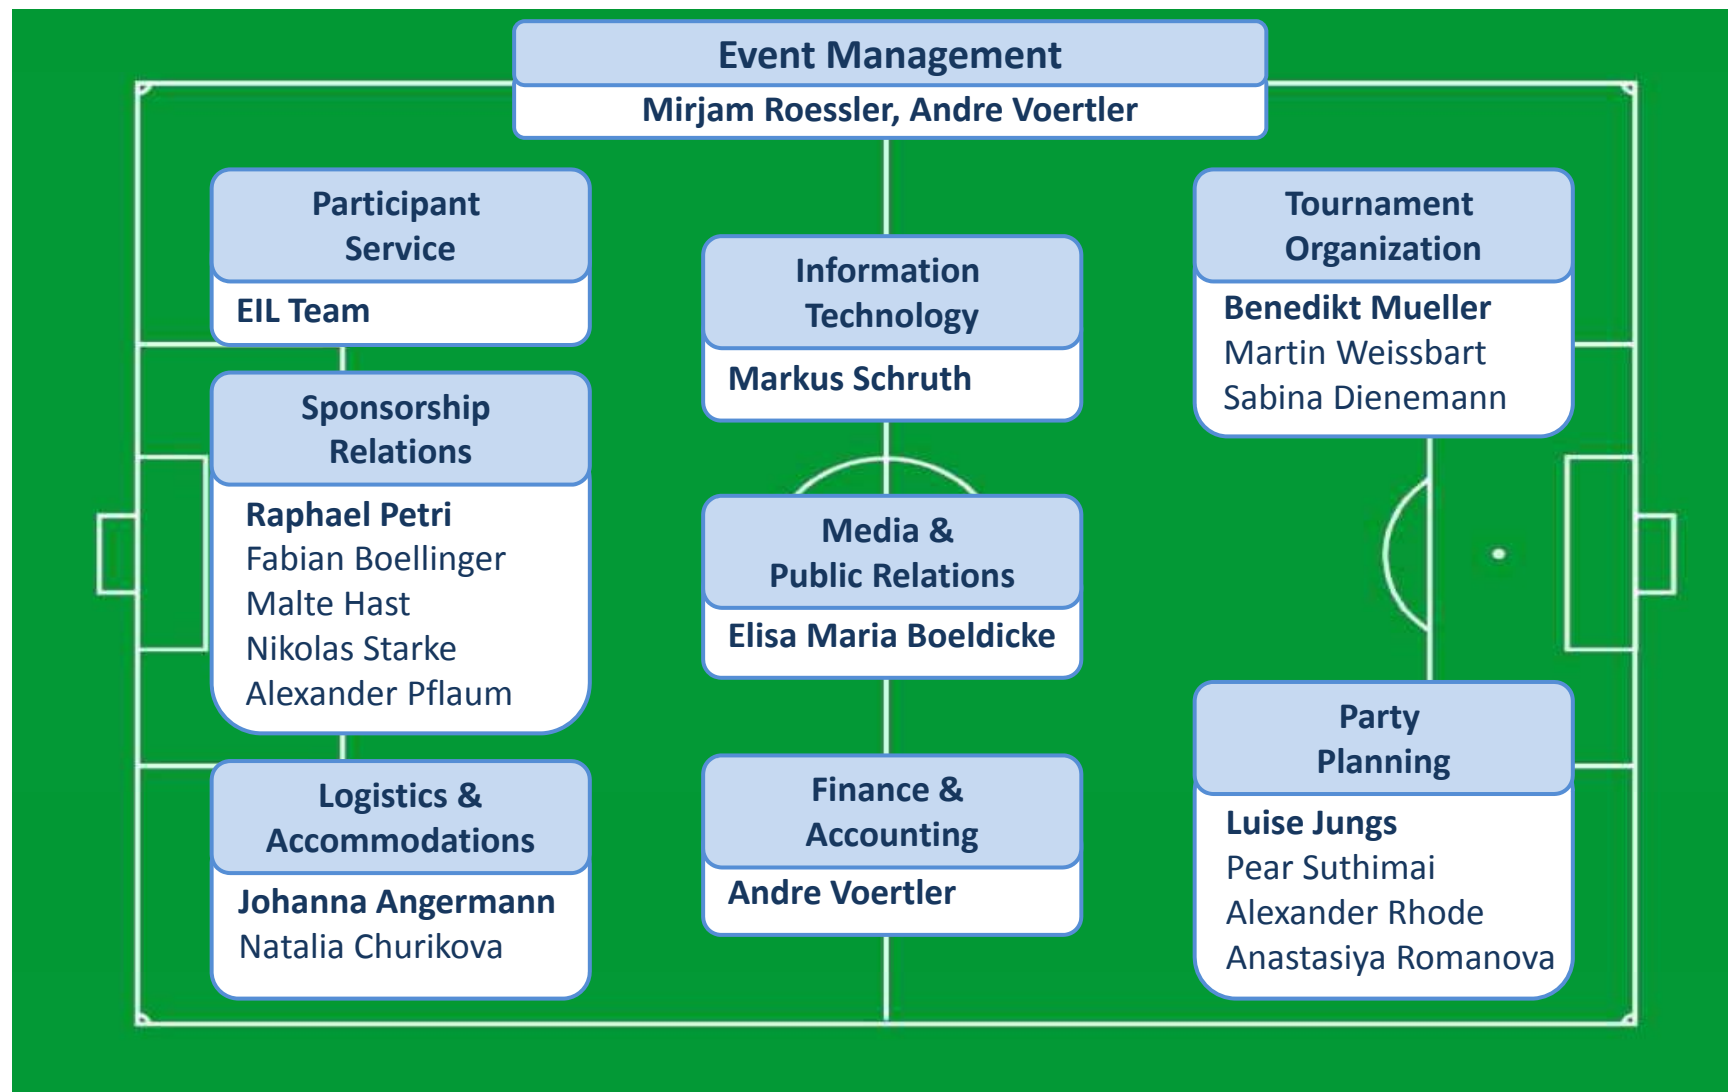 Event Management
Mirjam Roessler, Andre Voertler
Participant
Service
EIL Team
Sponsorship
Relations
Raphael Petri
Fabian Boellinger
Malte Hast
Nikolas Starke
Alexander Pflaum
Logistics &
Accommodations
Johanna Angermann
Natalia Churikova
Information
Technology
Markus Schruth
Media &
Public Relations
Elisa Maria Boeldicke
Finance &
Accounting
Andre Voertler
Tournament
Organization
Benedikt Mueller
Martin Weissbart
Sabina Dienemann
Party
Planning
Luise Jungs
Pear Suthimai
Alexander Rhode
Anastasiya Romanova